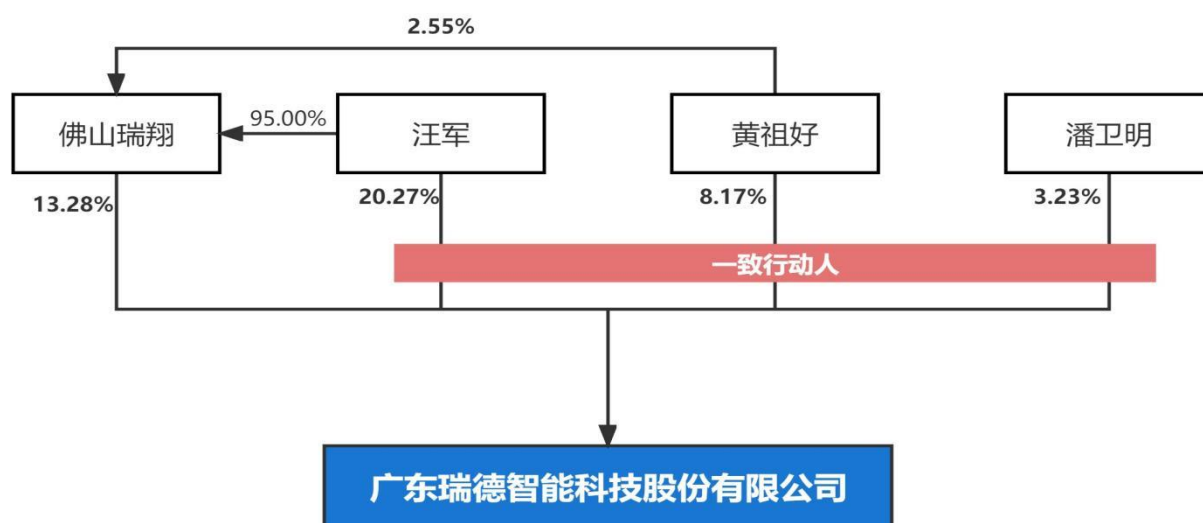 2.55%
佛山瑞翔
95.00%
汪军
黄祖好
潘卫明
13.28%
20.27%
8.17%
3.23%
一致行动人
广东瑞德智能科技股份有限公司